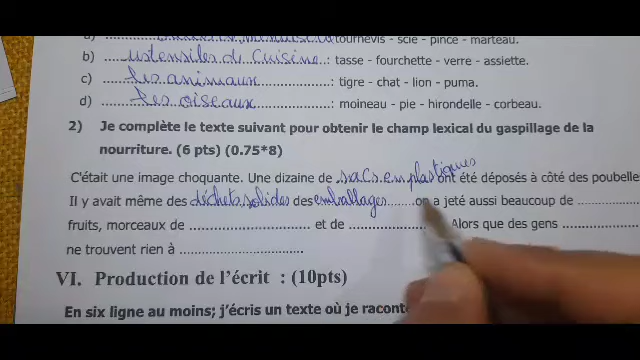 tournevis - scie - pince - marteau.
b) ustensiles de cuisine : tasse - fourchette - verre - assiette.
c) les animaux : tigre - chat - lion - puma.
d) les oiseaux : moineau - pie - hirondelle - corbeau.
2) Je complète le texte suivant pour obtenir le champ lexical du gaspillage de la
nourriture. (6 pts) (0.75*8)
C'était une image choquante. Une dizaine de sacs en plastiques ont été déposés à côté des poubelle
Il y avait même des déchets solides des emballages on a jeté aussi beaucoup de
fruits, morceaux de et de Alors que des gens
ne trouvent rien à
VI. Production de l'écrit : (10pts)
En six ligne au moins; j'écris un texte où je racont